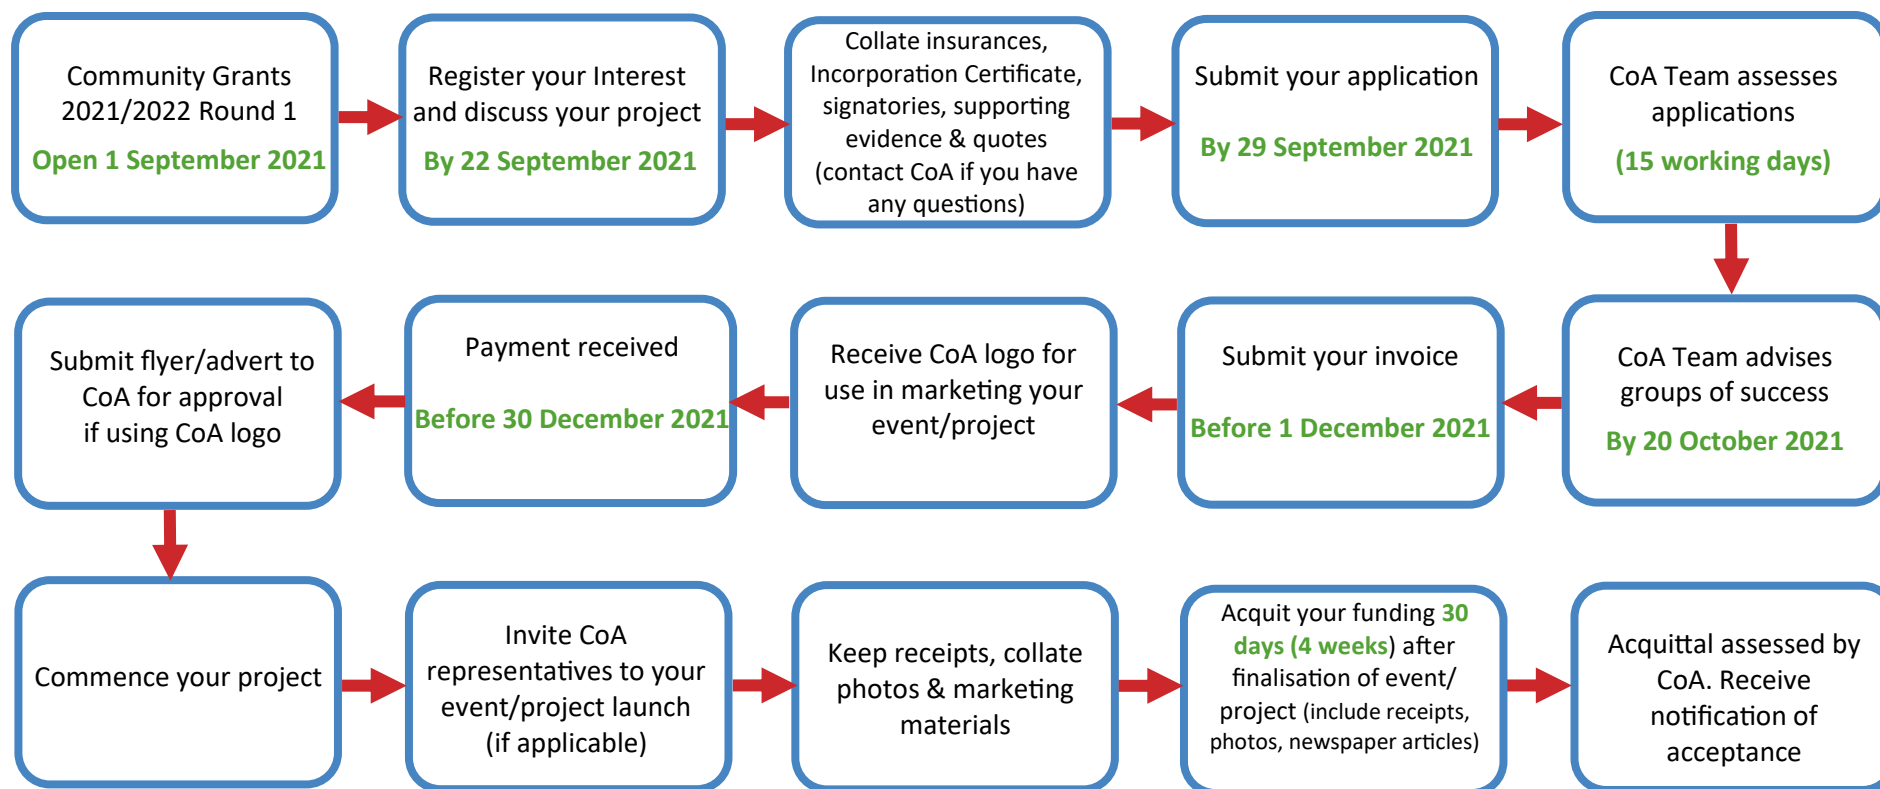 Community Grants
2021/2022 Round 1
Open 1 September 2021
Register your Interest
and discuss your project
By 22 September 2021
Collate insurances,
Incorporation Certificate,
signatories, supporting
evidence & quotes
(contact CoA if you have
any questions)
Submit your application
By 29 September 2021
CoA Team assesses
applications
(15 working days)
CoA Team advises
groups of success
By 20 October 2021
Submit your invoice
Before 1 December 2021
Receive CoA logo for
use in marketing your
event/project
Payment received
Before 30 December 2021
Submit flyer/advert to
CoA for approval
if using CoA logo
Commence your project
Invite CoA
representatives to your
event/project launch
(if applicable)
Keep receipts, collate
photos & marketing
materials
Acquit your funding 30
days (4 weeks) after
finalisation of event/
project (include receipts,
photos, newspaper articles)
Acquittal assessed by
CoA. Receive
notification of
acceptance